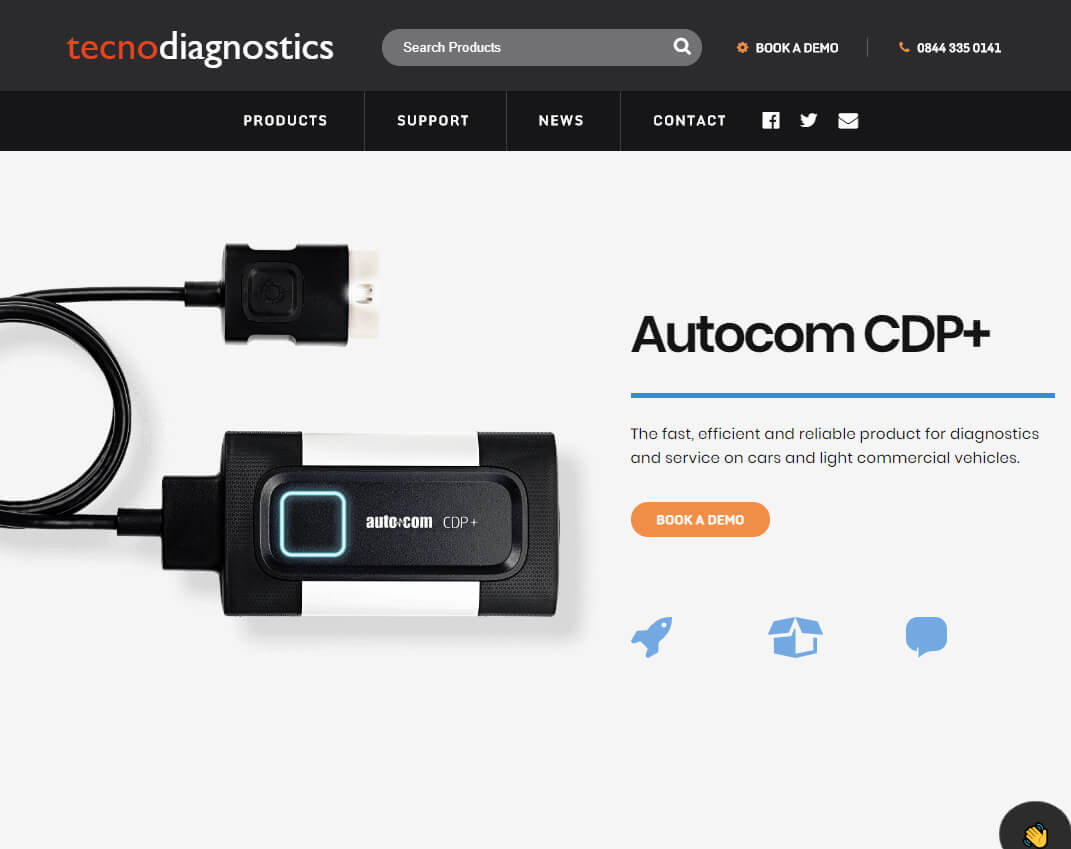 tecnodiagnostics
Search Products
BOOK A DEMO
0844 335 0141
PRODUCTS
SUPPORT
NEWS
CONTACT
Autocom CDP+
The fast, efficient and reliable product for diagnostics
and service on cars and light commercial vehicles.
BOOK A DEMO
auto com CDP+